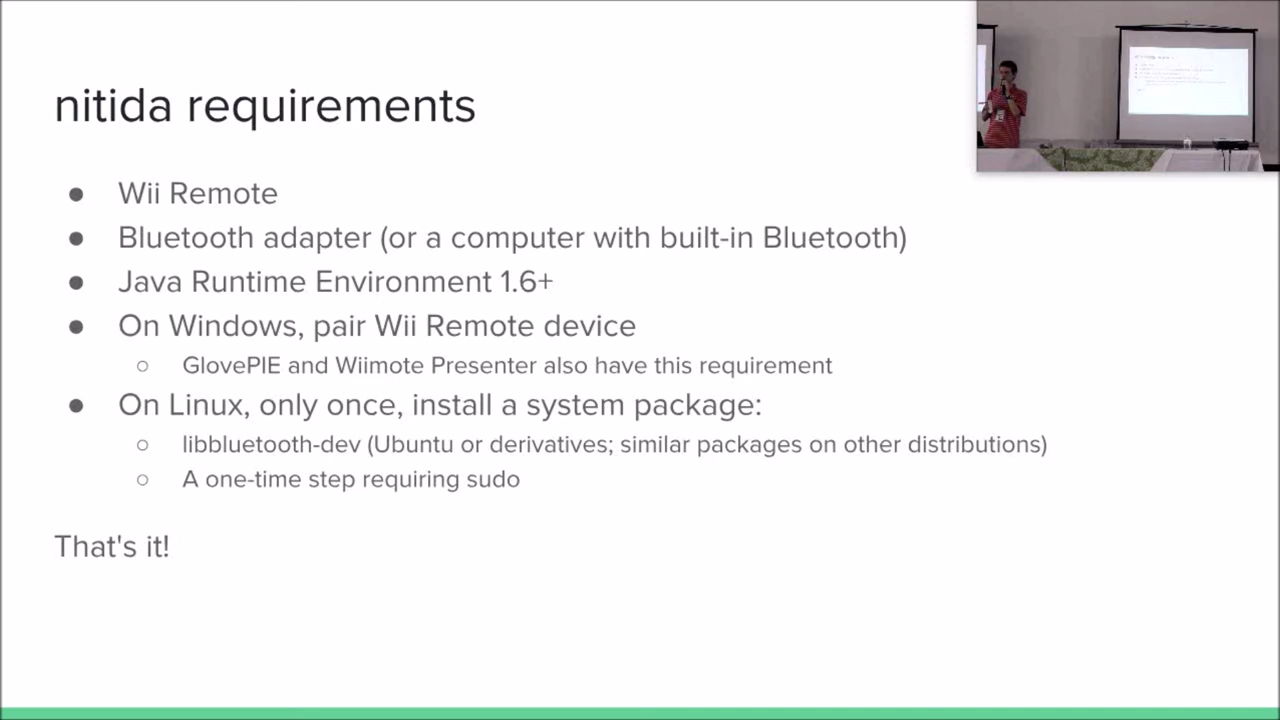 nitida requirements
● Wii Remote
● Bluetooth adapter (or a computer with built-in Bluetooth)
● Java Runtime Environment 1.6+
● On Windows, pair Wii Remote device
○ GlovePIE and Wiimote Presenter also have this requirement
● On Linux, only once, install a system package:
○ libbluetooth-dev (Ubuntu or derivatives; similar packages on other distributions)
○ A one-time step requiring sudo
That's it!